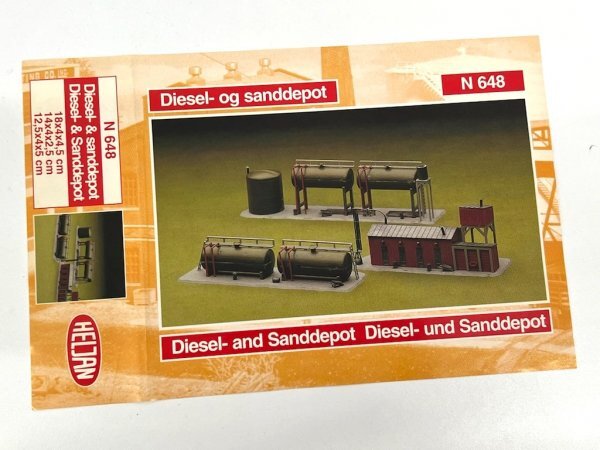 Diesel- og sanddepot
N 648
Diesel- and Sanddepot Diesel- und Sanddepot
N 648
Diesel- & sanddepot
Diesel- & Sanddepot
18x4x4,5 cm
14x4x2,5 cm
12,5x4x5 cm
HELJAN